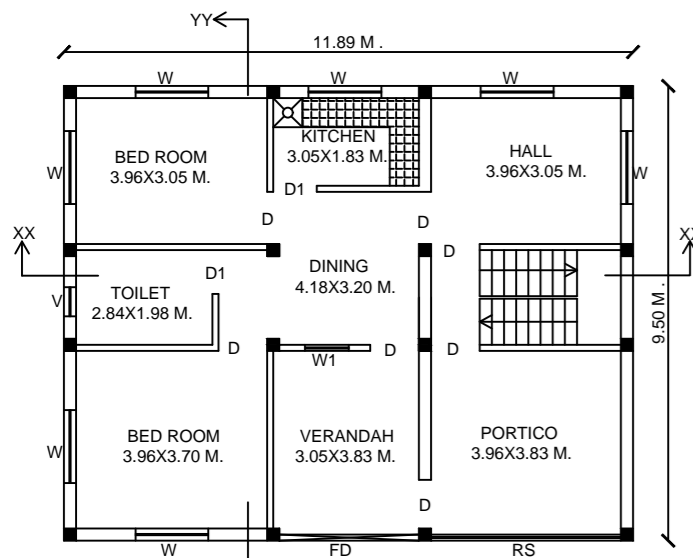 YY
11.89 M .
W
W
W
BED ROOM
3.96X3.05 M.
KITCHEN
3.05X1.83 M.
HALL
3.96X3.05 M.
W
W
D1
D
D
D
XX
XX
DINING
4.18X3.20 M.
D1
TOILET
2.84X1.98 M.
V
9.50 M .
D
D
D
W1
BED ROOM
3.96X3.70 M.
VERANDAH
3.05X3.83 M.
PORTICO
3.96X3.83 M.
W
D
W
FD
RS